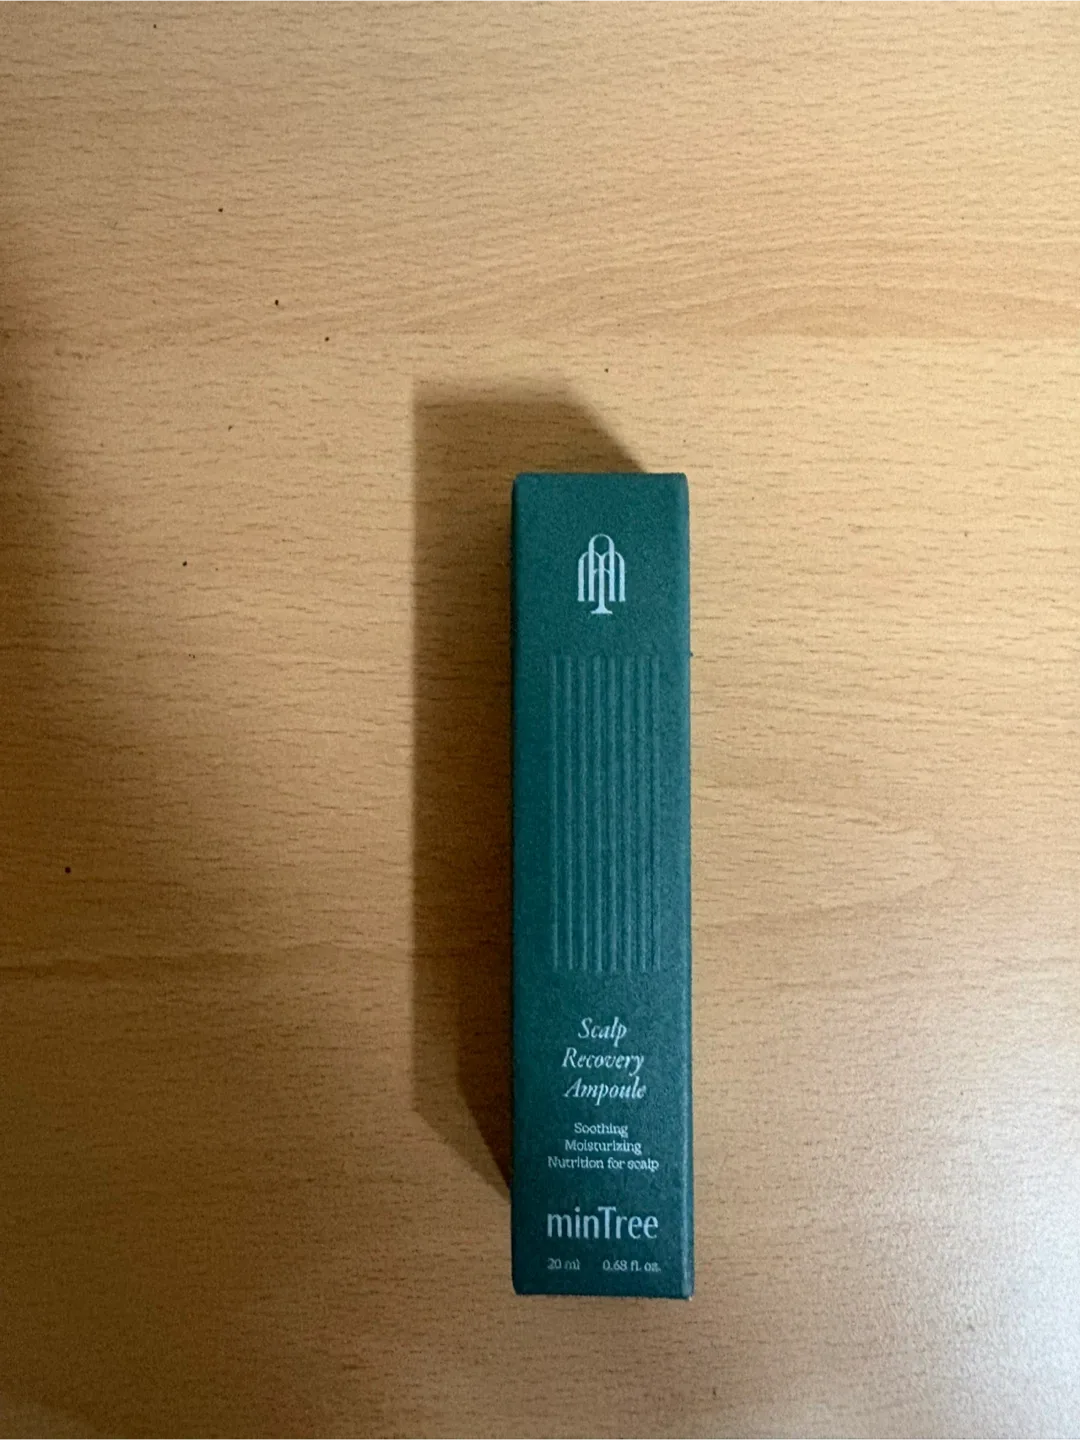 Scalp
Recovery
Ampoule
Soothing
Moisturizing
Nutrition for scalp
minTree
20 ml 0.68 fl. oz.